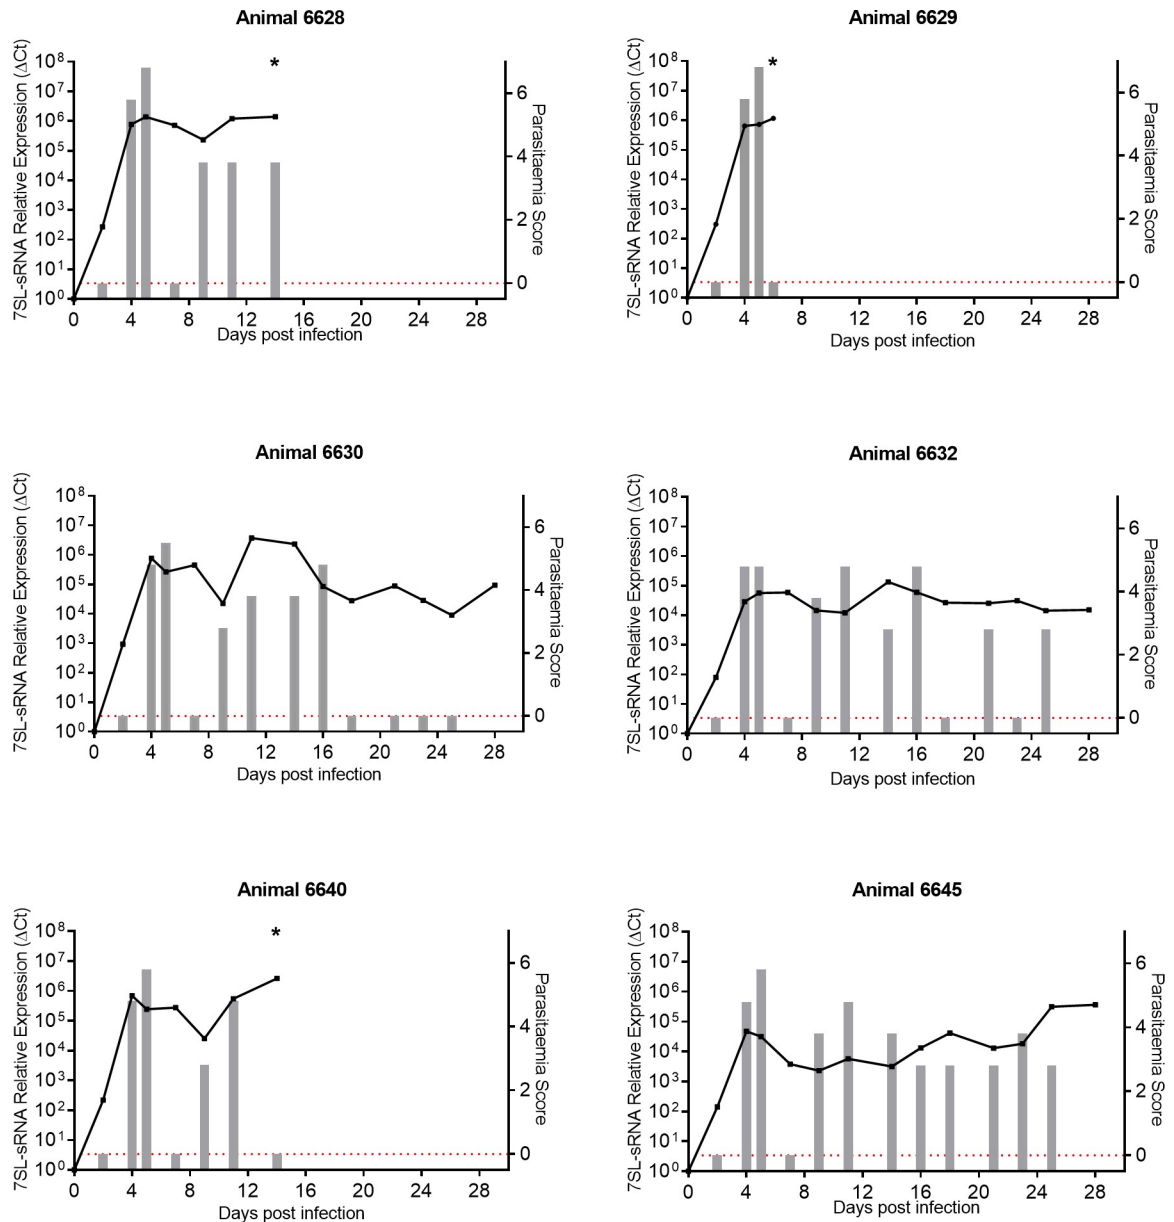 Animal 6628
7SL-sRNA Relative Expression (ΔCt)
10⁸
10⁷
10⁶
10⁵
10⁴
10³
10²
10¹
10⁰
*
6
4
2
0
Parasitaemia Score
0 4 8 12 16 20 24 28
Days post infection
Animal 6629
7SL-sRNA Relative Expression (ΔCt)
10⁸
10⁷
10⁶
10⁵
10⁴
10³
10²
10¹
10⁰
*
6
4
2
0
Parasitaemia Score
0 4 8 12 16 20 24 28
Days post infection
Animal 6630
7SL-sRNA Relative Expression (ΔCt)
10⁸
10⁷
10⁶
10⁵
10⁴
10³
10²
10¹
10⁰
6
4
2
0
Parasitaemia Score
0 4 8 12 16 20 24 28
Days post infection
Animal 6632
7SL-sRNA Relative Expression (ΔCt)
10⁸
10⁷
10⁶
10⁵
10⁴
10³
10²
10¹
10⁰
6
4
2
0
Parasitaemia Score
0 4 8 12 16 20 24 28
Days post infection
Animal 6640
7SL-sRNA Relative Expression (ΔCt)
10⁸
10⁷
10⁶
10⁵
10⁴
10³
10²
10¹
10⁰
*
6
4
2
0
Parasitaemia Score
0 4 8 12 16 20 24 28
Days post infection
Animal 6645
7SL-sRNA Relative Expression (ΔCt)
10⁸
10⁷
10⁶
10⁵
10⁴
10³
10²
10¹
10⁰
6
4
2
0
Parasitaemia Score
0 4 8 12 16 20 24 28
Days post infection